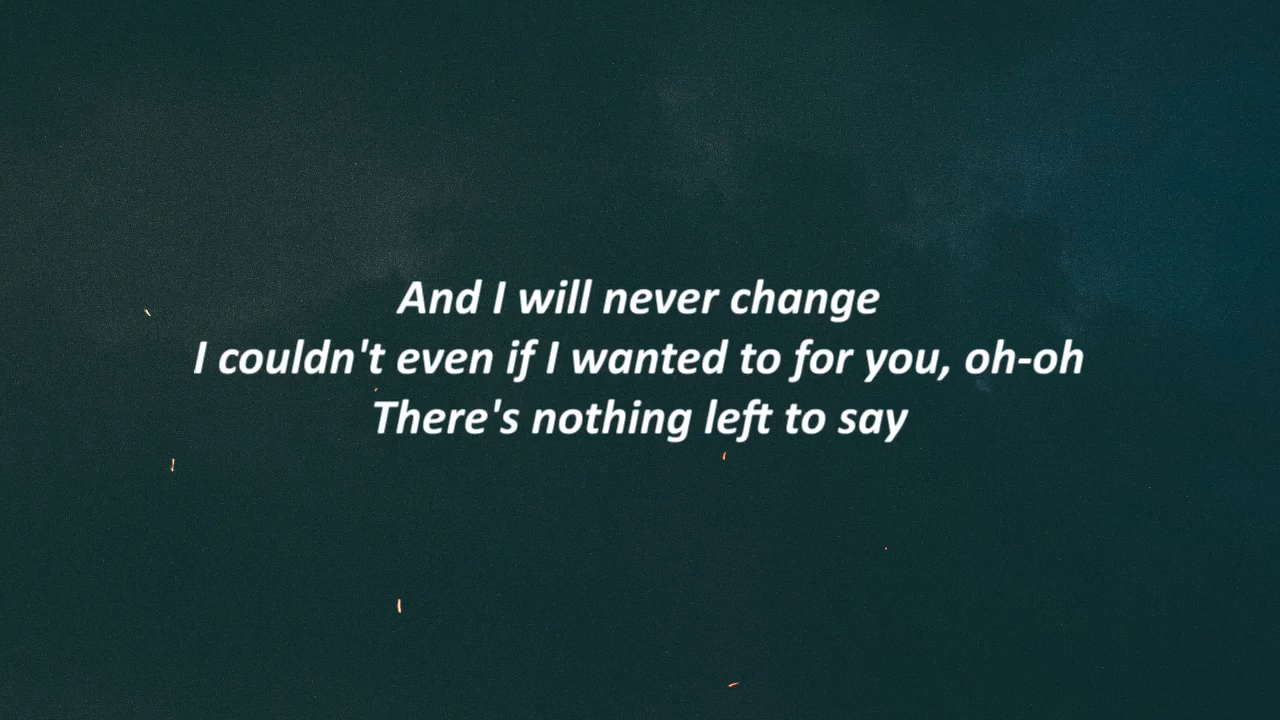 And I will never change
I couldn't even if I wanted to for you, oh-oh
There's nothing left to say